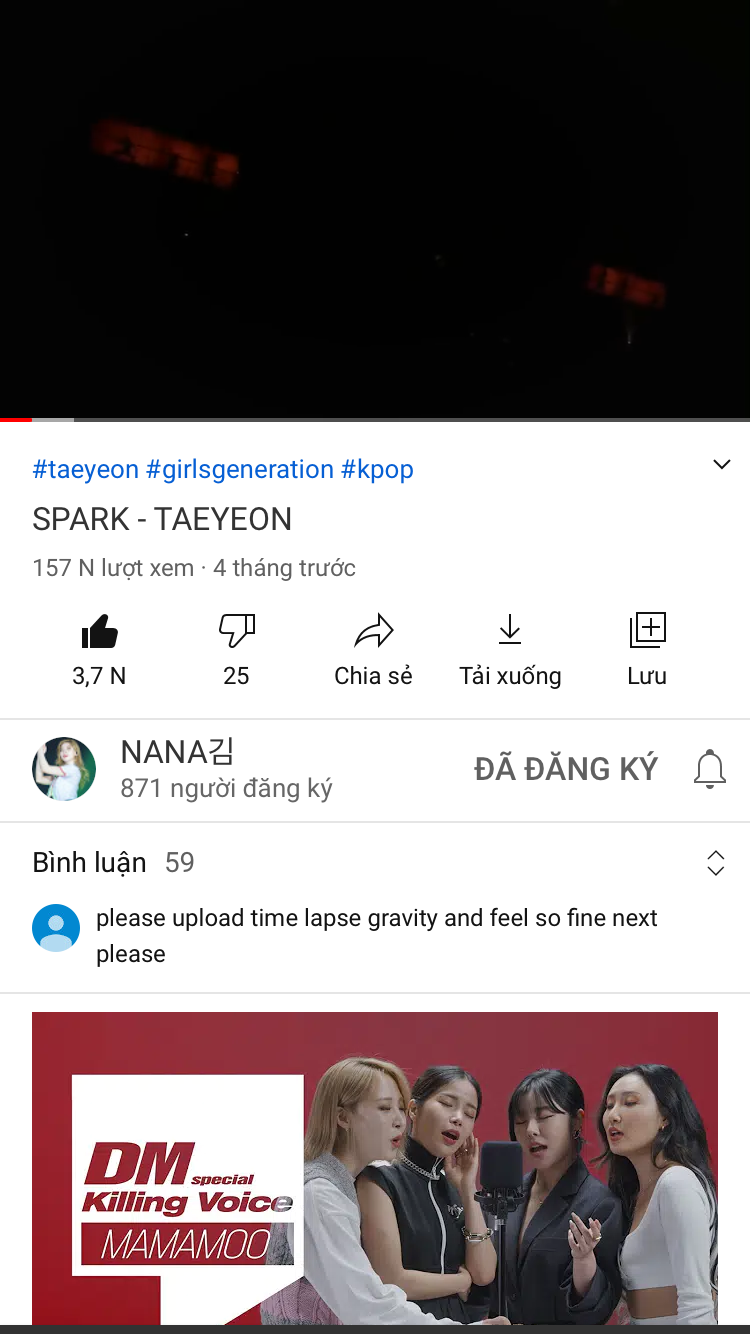 #taeyeon #girlsgeneration #kpop
SPARK - TAEYEON
157 N lượt xem · 4 tháng trước
3,7 N
25
Chia sẻ
Tải xuống
Lưu
NANA김
871 người đăng ký
ĐÃ ĐĂNG KÝ
Bình luận 59
please upload time lapse gravity and feel so fine next
please
DM special
Killing Voice
MAMAMOO